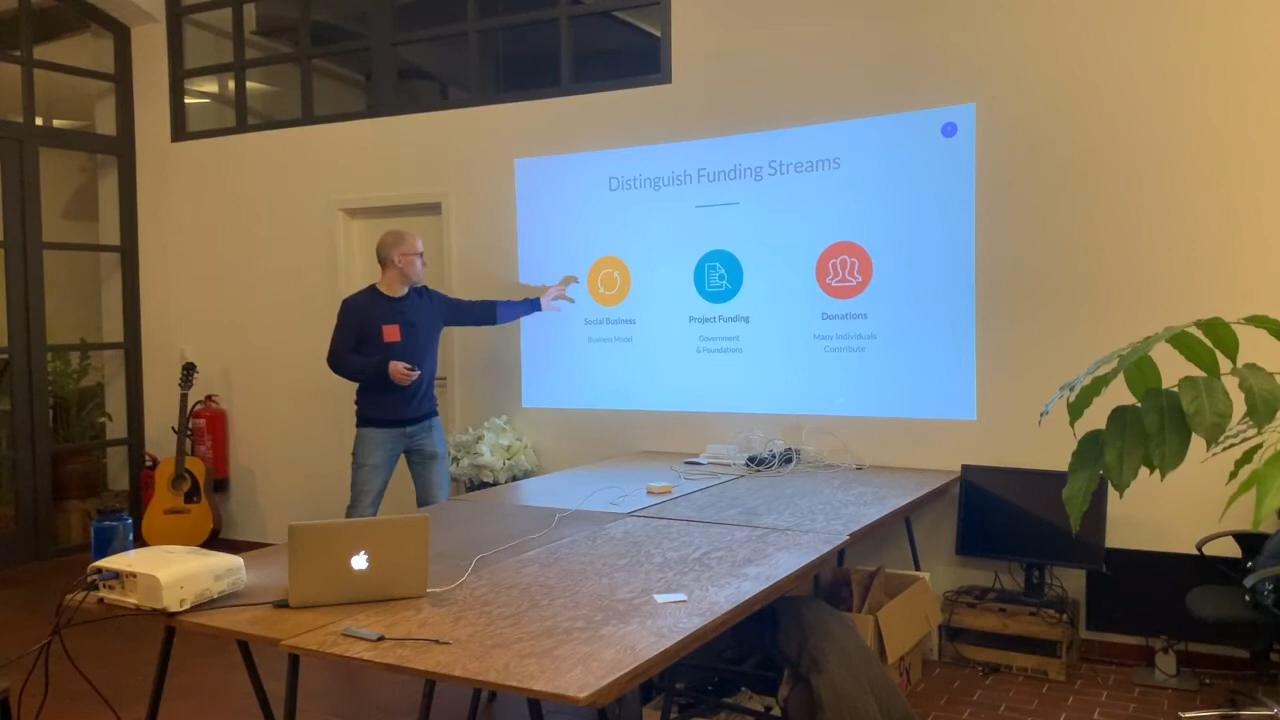 Distinguish Funding Streams
Social Business
Business Model
Project Funding
Government
& Foundations
Donations
Many Individuals
Contribute